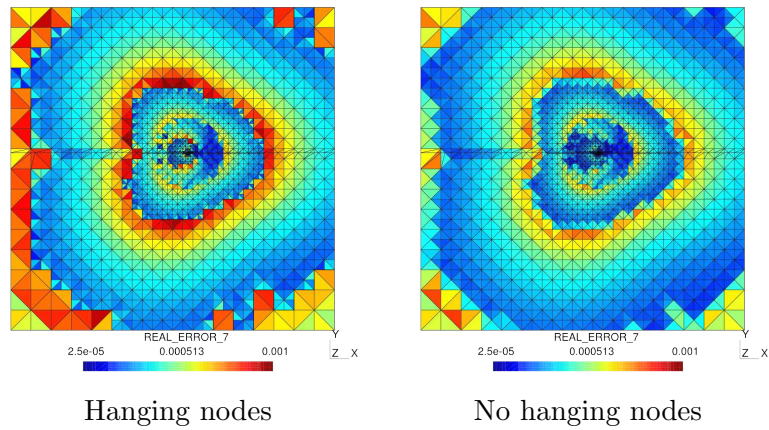 REAL_ERROR_7
2.5e-05 0.000513 0.001
Y
Z X
Hanging nodes
REAL_ERROR_7
2.5e-05 0.000513 0.001
Y
Z X
No hanging nodes